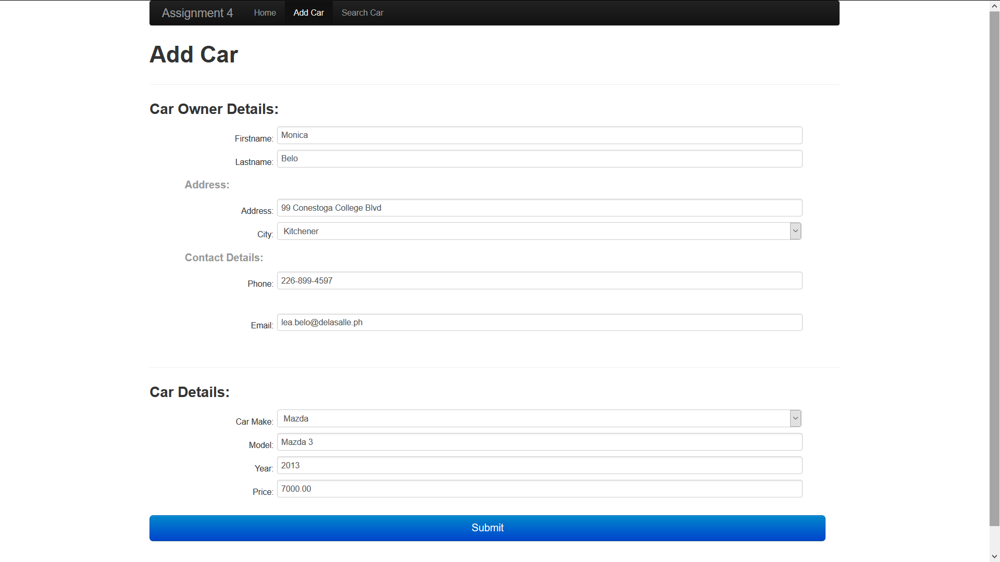 Assignment 4 Home Add Car Search Car
Add Car
Car Owner Details:
Firstname: Monica
Lastname: Belo
Address:
Address: 99 Conestoga College Blvd
City: Kitchener
Contact Details:
Phone: 226-899-4597
Email: lea.belo@delasalle.ph
Car Details:
Car Make: Mazda
Model: Mazda 3
Year: 2013
Price: 7000.00
Submit